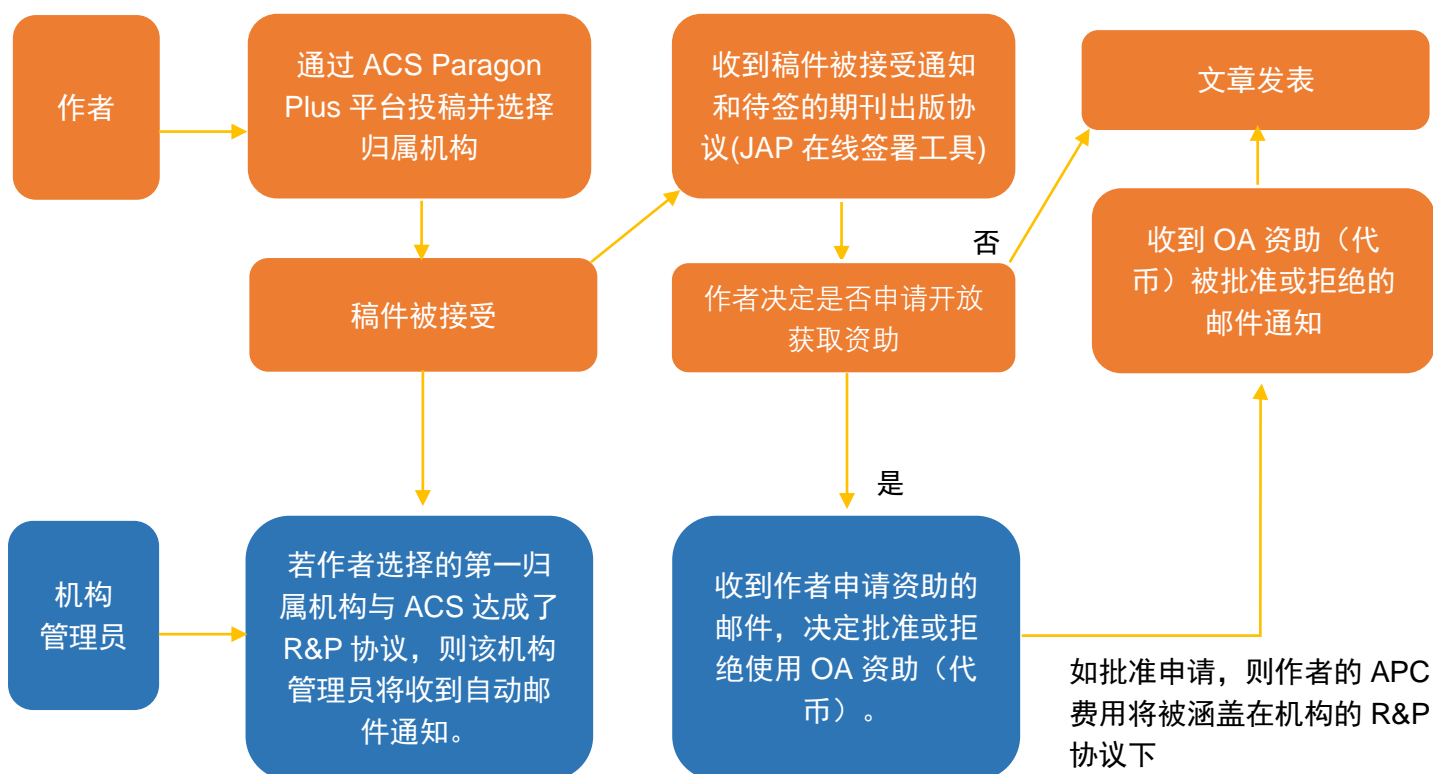 作者
通过 ACS Paragon
Plus 平台投稿并选择
归属机构
收到稿件被接受通知
和待签的期刊出版协
议(JAP 在线签署工具)
文章发表
稿件被接受
作者决定是否申请开放
获取资助
否
收到 OA 资助（代
币）被批准或拒绝的
邮件通知
是
机构
管理员
若作者选择的第一归
属机构与 ACS 达成了
R&P 协议，则该机构
管理员将收到自动邮
件通知。
收到作者申请资助的
邮件，决定批准或拒
绝使用 OA 资助（代
币）。
如批准申请，则作者的 APC
费用将被涵盖在机构的 R&P
协议下